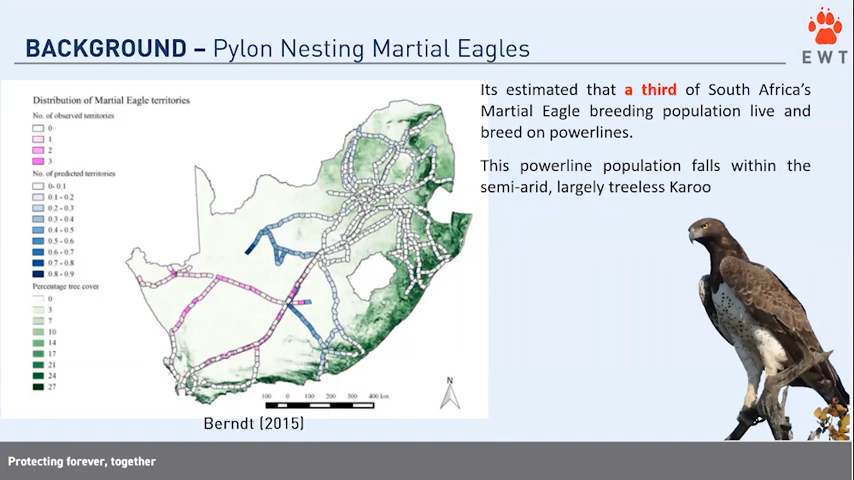 BACKGROUND – Pylon Nesting Martial Eagles
EWT
Its estimated that a third of South Africa's
Martial Eagle breeding population live and
breed on powerlines.
This powerline population falls within the
semi-arid, largely treeless Karoo
Distribution of Martial Eagle territories
No. of observed territories
0
1
2
3
No. of predicted territories
0- 0.1
0.1 - 0.2
0.2 - 0.3
0.3 - 0.4
0.4 - 0.5
0.5 - 0.6
0.6 - 0.7
0.7 - 0.8
0.8 - 0.9
Percentage tree cover
0
3
7
10
14
17
21
24
27
N
100 0 100 200 300 400 km
Berndt (2015)
Protecting forever, together